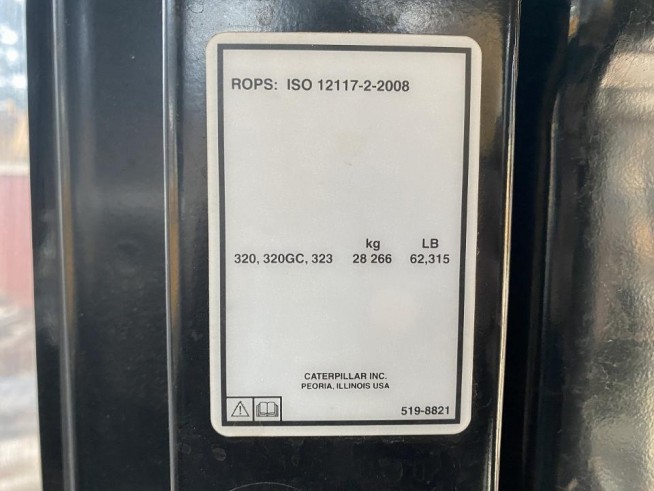 ROPS: ISO 12117-2-2008
kg LB
320, 320GC, 323 28 266 62,315
CATERPILLAR INC.
PEORIA, ILLINOIS USA
519-8821